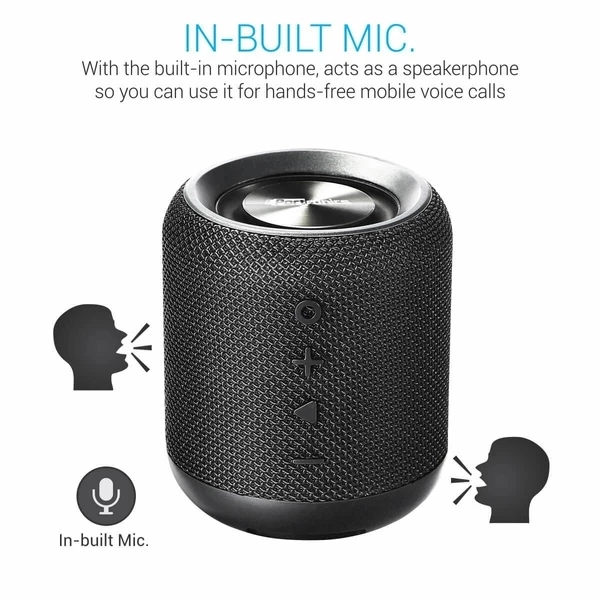 IN-BUILT MIC.
With the built-in microphone, acts as a speakerphone
so you can use it for hands-free mobile voice calls
Portronics
In-built Mic.